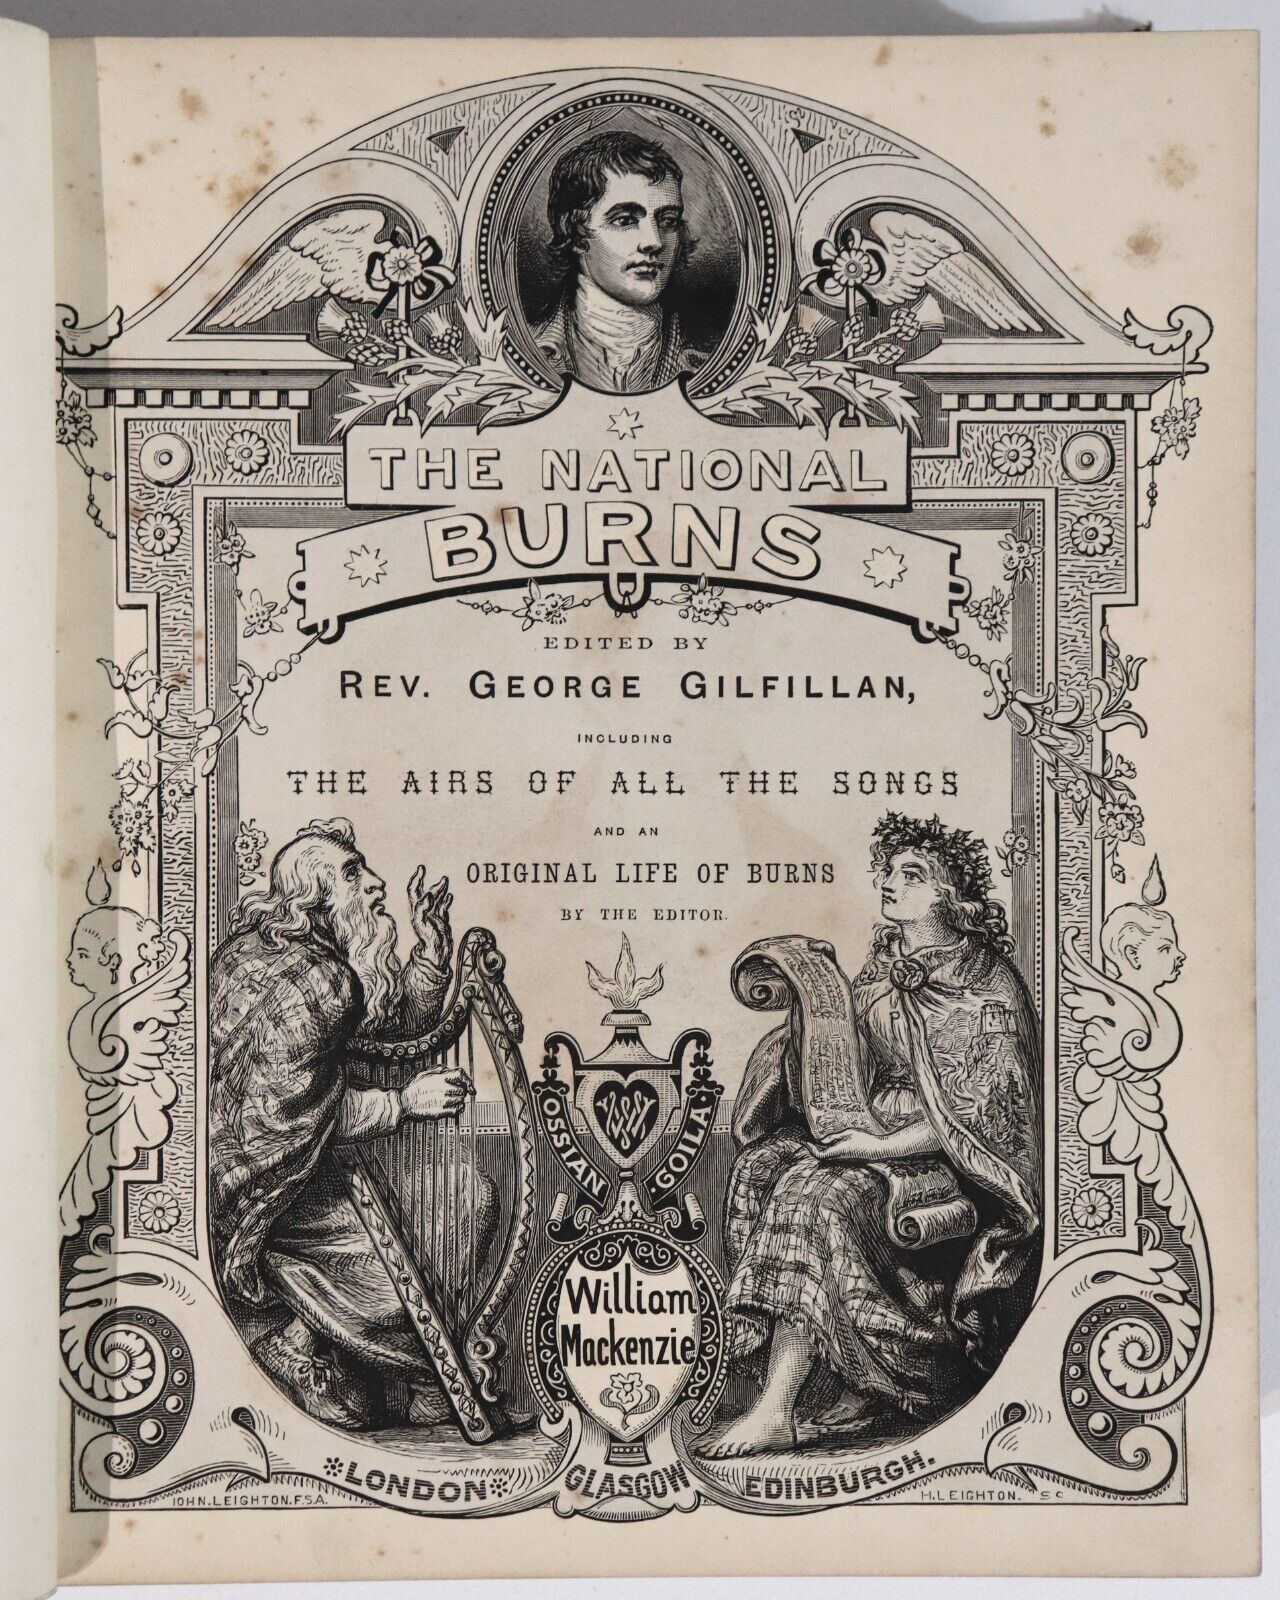 THE NATIONAL
BURNS
EDITED BY
REV. GEORGE GILFILLAN,
INCLUDING
THE AIRS OF ALL THE SONGS
AND AN
ORIGINAL LIFE OF BURNS
BY THE EDITOR.
OSSIAN
GOILA.
William
Mackenzie
LONDON
GLASGOW
EDINBURGH.
JOHN.LEIGHTON.F.S.A.
H.LEIGHTON. SC